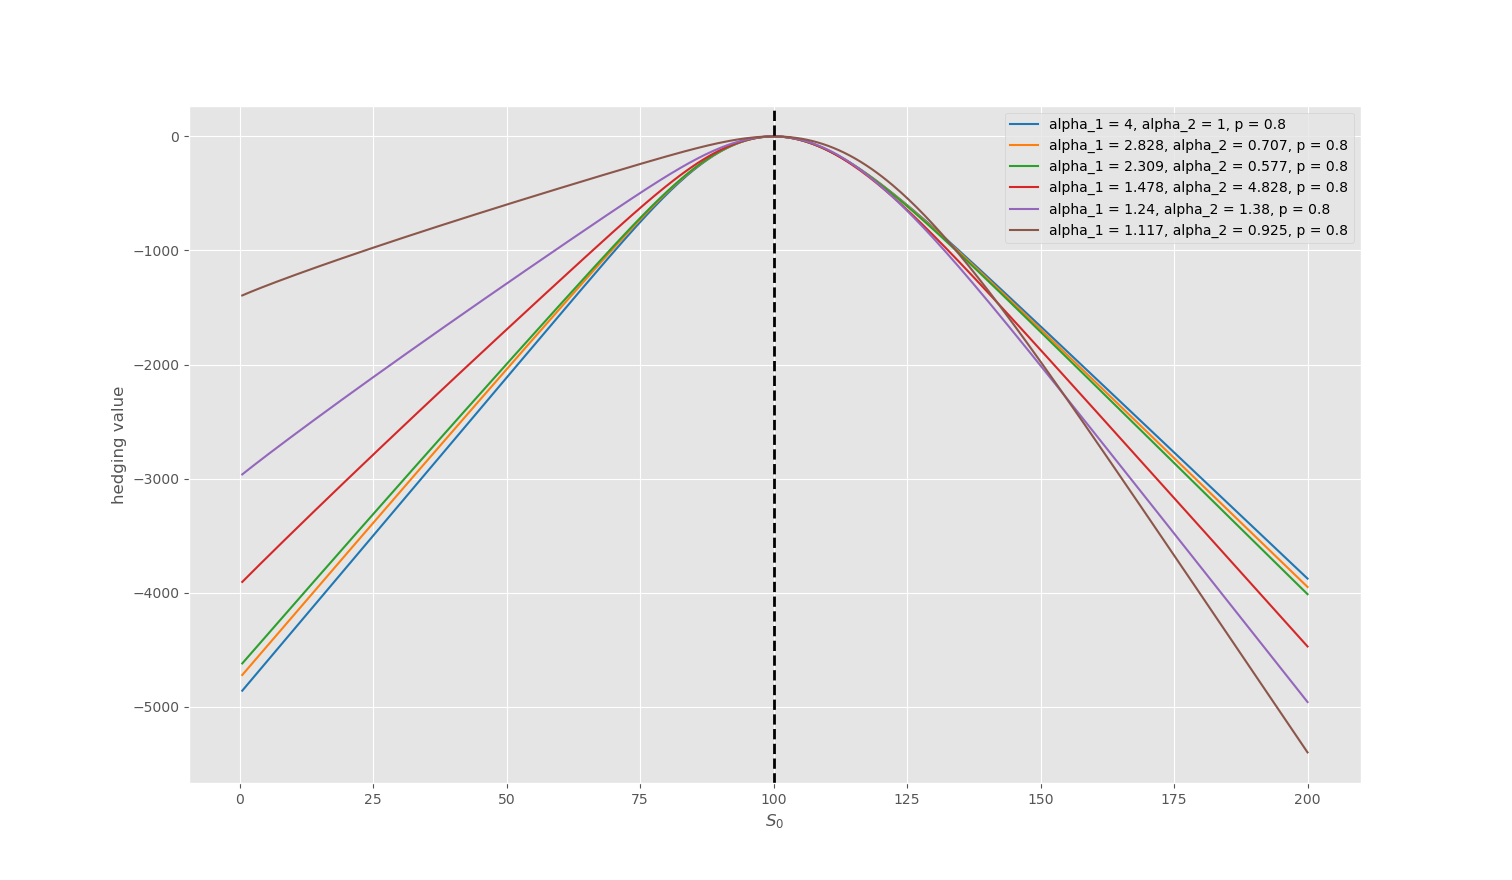 alpha_1 = 4, alpha_2 = 1, p = 0.8
alpha_1 = 2.828, alpha_2 = 0.707, p = 0.8
alpha_1 = 2.309, alpha_2 = 0.577, p = 0.8
alpha_1 = 1.478, alpha_2 = 4.828, p = 0.8
alpha_1 = 1.24, alpha_2 = 1.38, p = 0.8
alpha_1 = 1.117, alpha_2 = 0.925, p = 0.8
0
−1000
−2000
−3000
−4000
−5000
hedging value
0 25 50 75 100 125 150 175 200
S₀